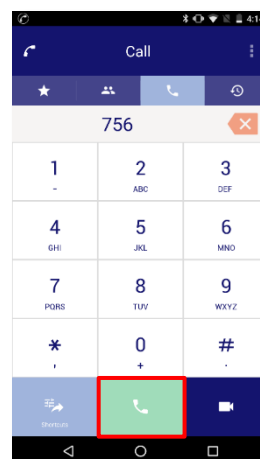 4:14
Call
756
1 2 3
- ABC DEF
4 5 6
GHI JKL MNO
7 8 9
PQRS TUV WXYZ
* 0 #
, + .
Shortcuts